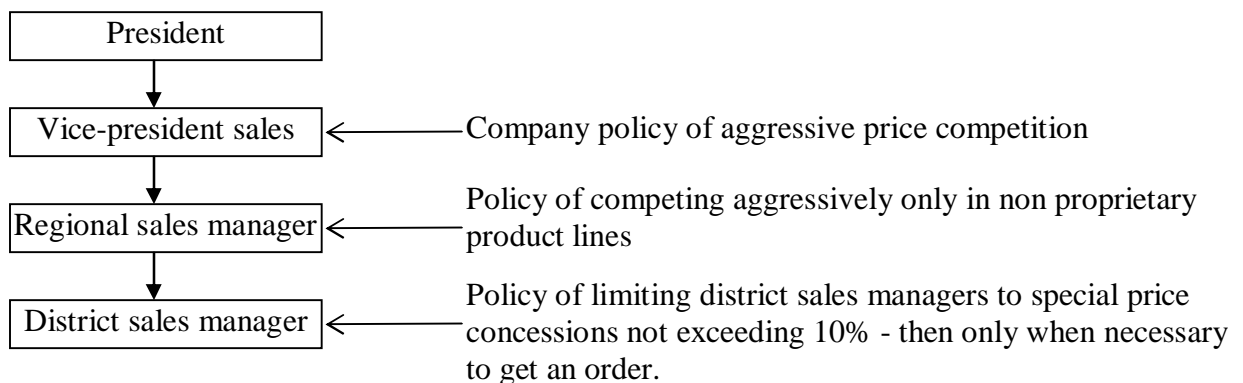 President
Vice-president sales
Company policy of aggressive price competition
Regional sales manager
Policy of competing aggressively only in non proprietary
product lines
District sales manager
Policy of limiting district sales managers to special price
concessions not exceeding 10% - then only when necessary
to get an order.